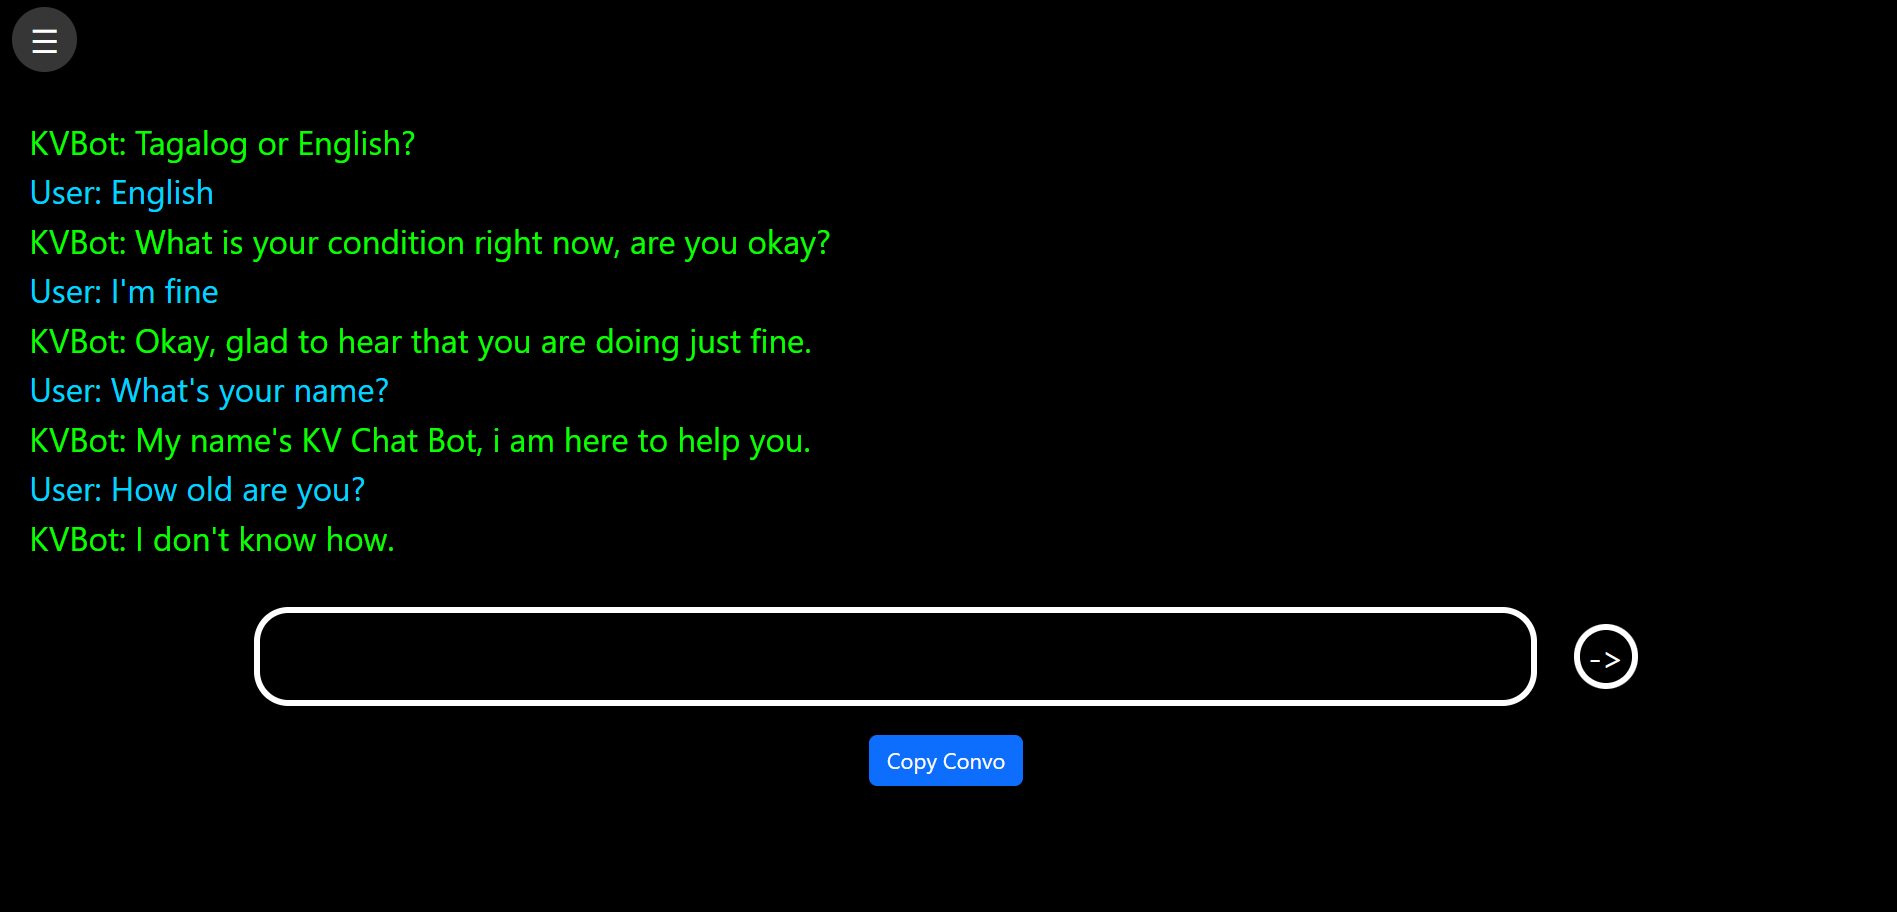 ☰
KVBot: Tagalog or English?
User: English
KVBot: What is your condition right now, are you okay?
User: I'm fine
KVBot: Okay, glad to hear that you are doing just fine.
User: What's your name?
KVBot: My name's KV Chat Bot, i am here to help you.
User: How old are you?
KVBot: I don't know how.
->
Copy Convo